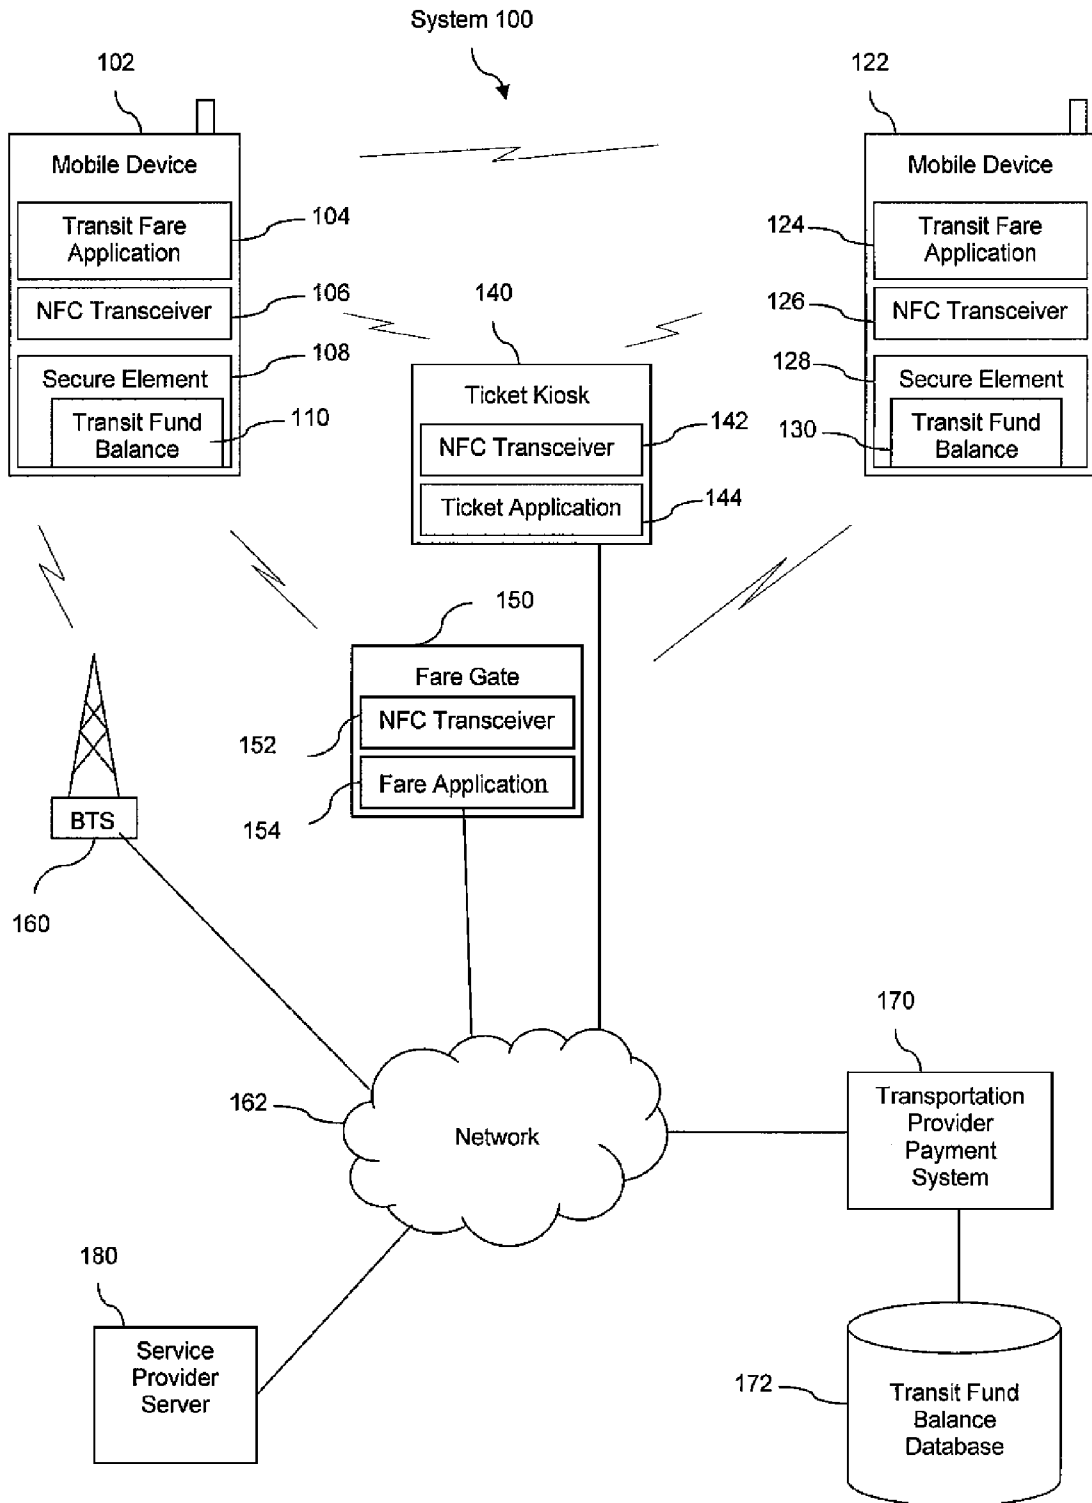 System 100
102
122
Mobile Device
Transit Fare
Application
104
NFC Transceiver
106
Secure Element
108
Transit Fund
Balance
110
Mobile Device
124
Transit Fare
Application
126
NFC Transceiver
128
Secure Element
130
Transit Fund
Balance
140
Ticket Kiosk
NFC Transceiver
142
Ticket Application
144
150
Fare Gate
NFC Transceiver
152
Fare Application
154
BTS
160
162
Network
170
Transportation
Provider
Payment
System
180
Service
Provider
Server
172
Transit Fund
Balance
Database